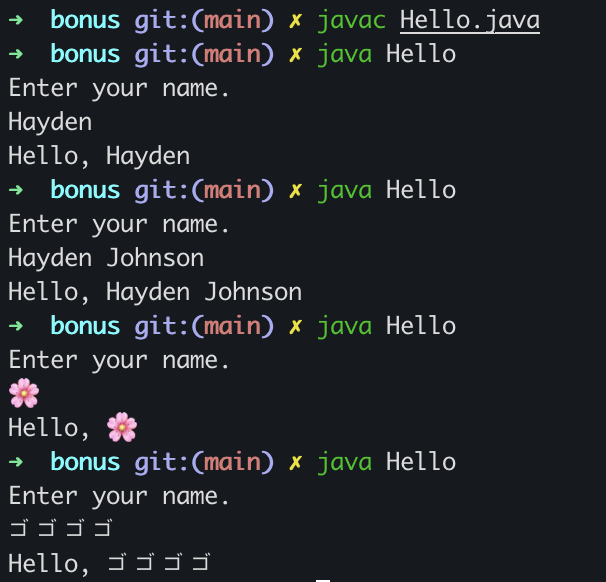 ➜  bonus git:(main) ✗ javac Hello.java
➜  bonus git:(main) ✗ java Hello
Enter your name.
Hayden
Hello, Hayden
➜  bonus git:(main) ✗ java Hello
Enter your name.
Hayden Johnson
Hello, Hayden Johnson
➜  bonus git:(main) ✗ java Hello
Enter your name.
🌸
Hello, 🌸
➜  bonus git:(main) ✗ java Hello
Enter your name.
ゴゴゴゴ
Hello, ゴゴゴゴ